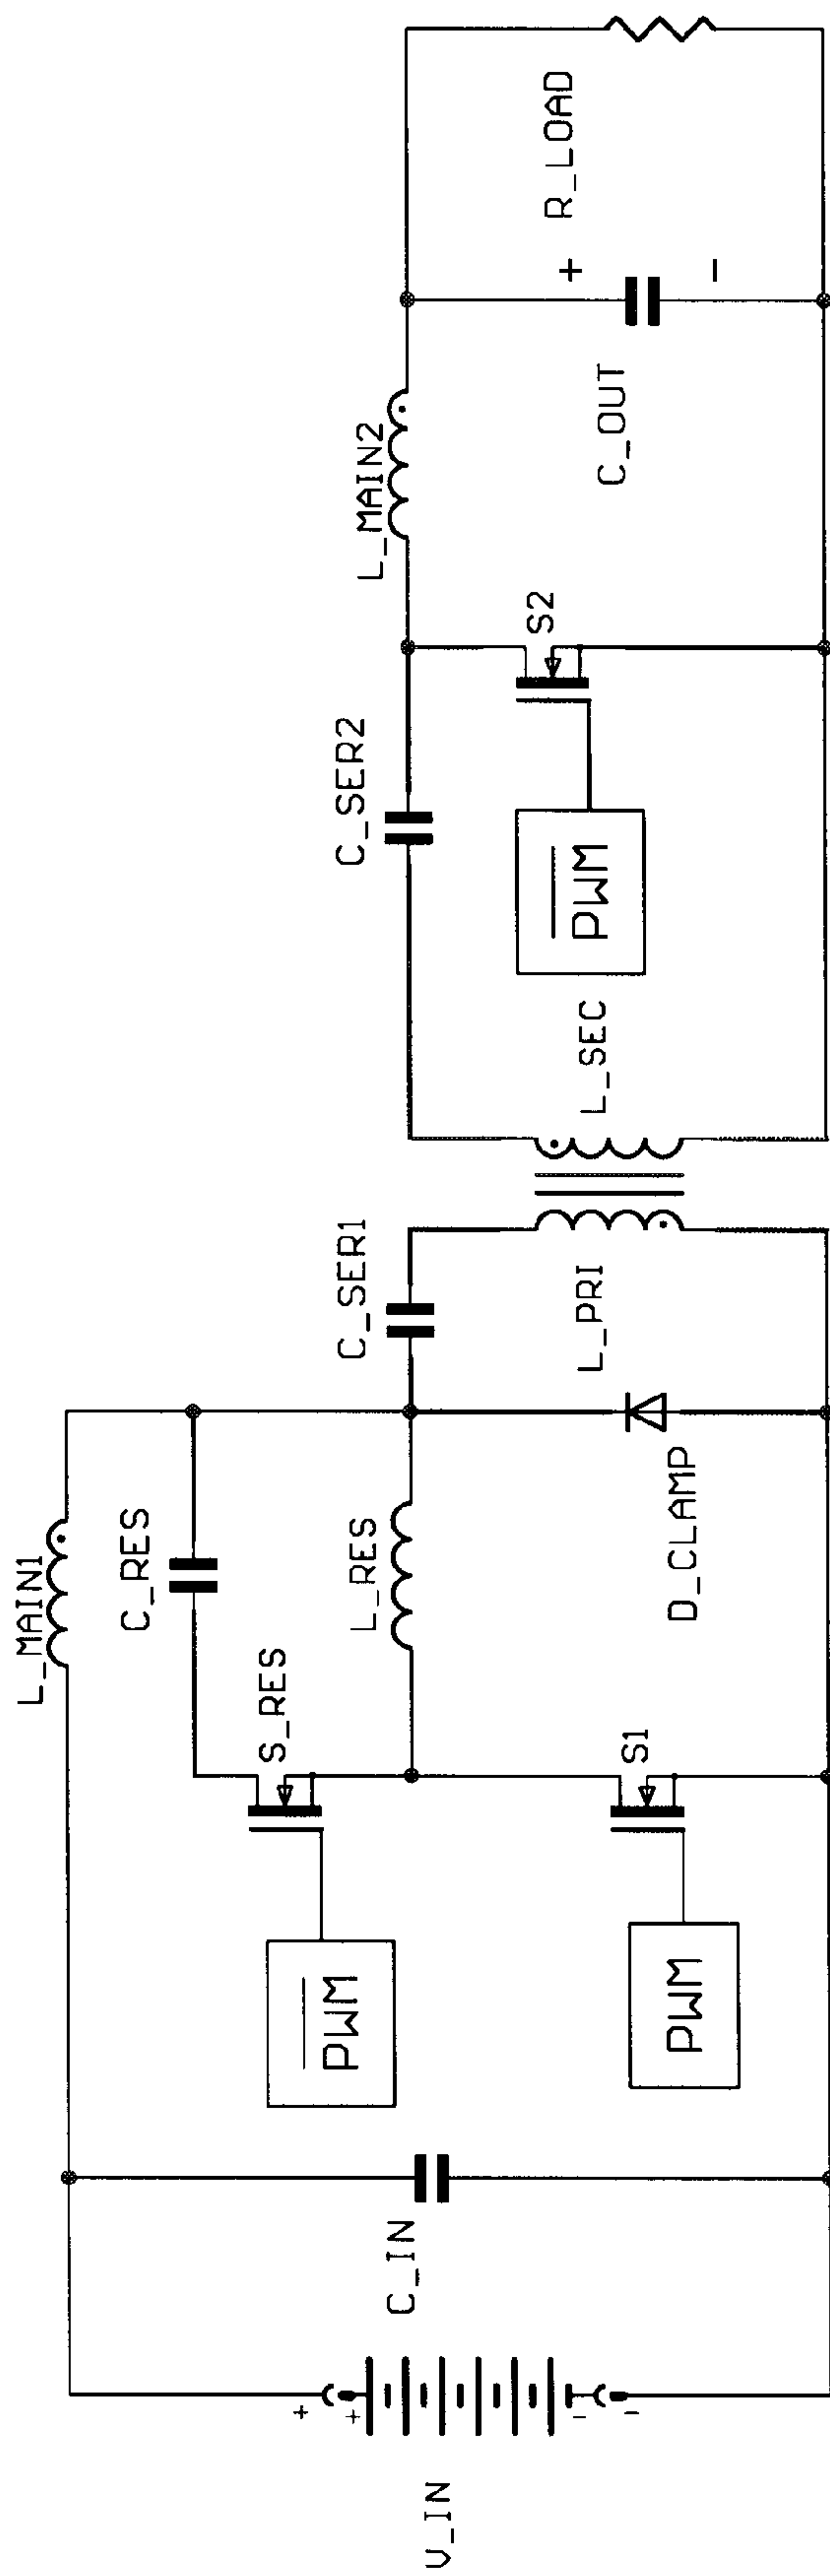 V_IN
+
+
-
-
C_IN
PWM
PWM
S_RES
S1
L_MAIN1
C_RES
L_RES
D_CLAMP
C_SER1
L_PRI
L_SEC
PWM
C_SER2
S2
L_MAIN2
C_OUT
+
-
R_LOAD